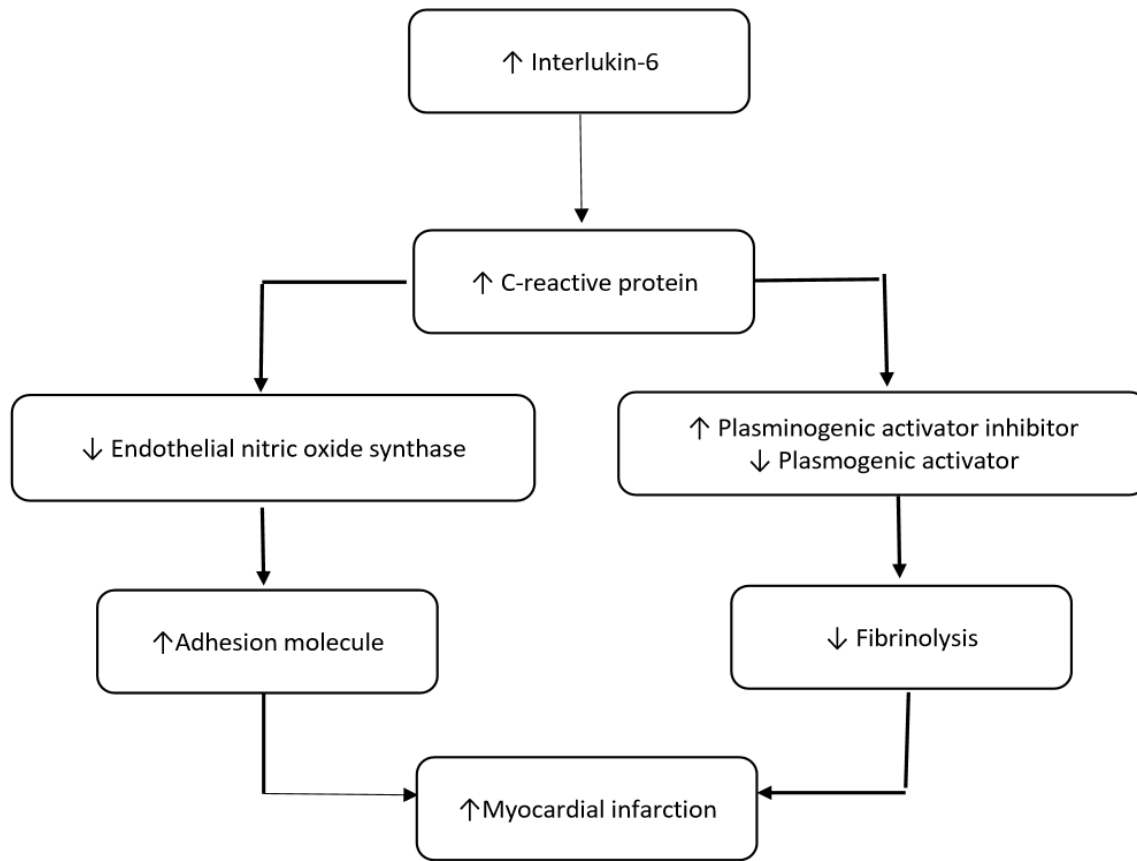 ↑ Interlukin-6
↑ C-reactive protein
↓ Endothelial nitric oxide synthase
↑ Plasminogenic activator inhibitor
↓ Plasmogenic activator
↑Adhesion molecule
↓ Fibrinolysis
↑Myocardial infarction